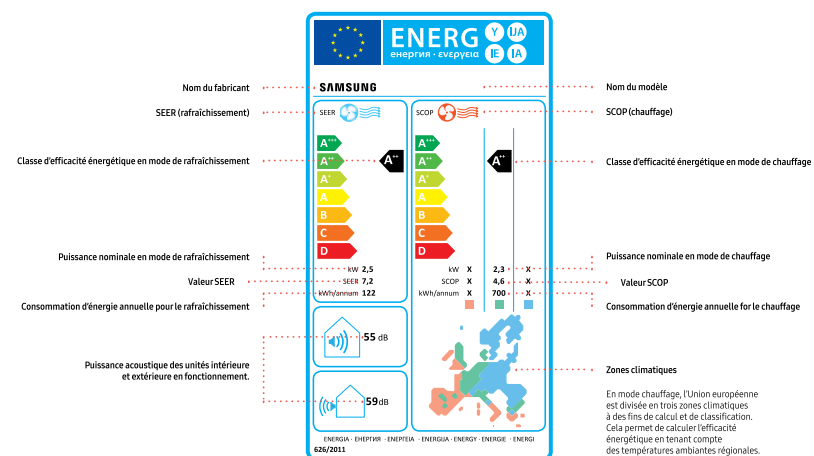 ENERG Y IJA
енергия · ενεργεια IE IA
Nom du fabricant
SAMSUNG
Nom du modèle
SEER (rafraîchissement)
SEER
SCOP
SCOP (chauffage)
A+++
A++
A+
A
B
C
D
A++
A+++
A++
A+
A
B
C
D
A++
Classe d'efficacité énergétique en mode de rafraîchissement
Classe d'efficacité énergétique en mode de chauffage
Puissance nominale en mode de rafraîchissement
kW 2,5
kW X 2,3 X
Puissance nominale en mode de chauffage
Valeur SEER
SEER 7,2
SCOP X 4,6 X
Valeur SCOP
Consommation d'énergie annuelle pour le rafraîchissement
kWh/annum 122
kWh/annum X 700 X
Consommation d'énergie annuelle for le chauffage
55 dB
Puissance acoustique des unités intérieure
et extérieure en fonctionnement.
59dB
Zones climatiques
En mode chauffage, l'Union européenne
est divisée en trois zones climatiques
à des fins de calcul et de classification.
Cela permet de calculer l'efficacité
énergétique en tenant compte
des températures ambiantes régionales.
ENERGIA · ЕНЕРГИЯ · ΕΝΕΡΓΕΙΑ · ENERGIJA · ENERGY · ENERGIE · ENERGI
626/2011